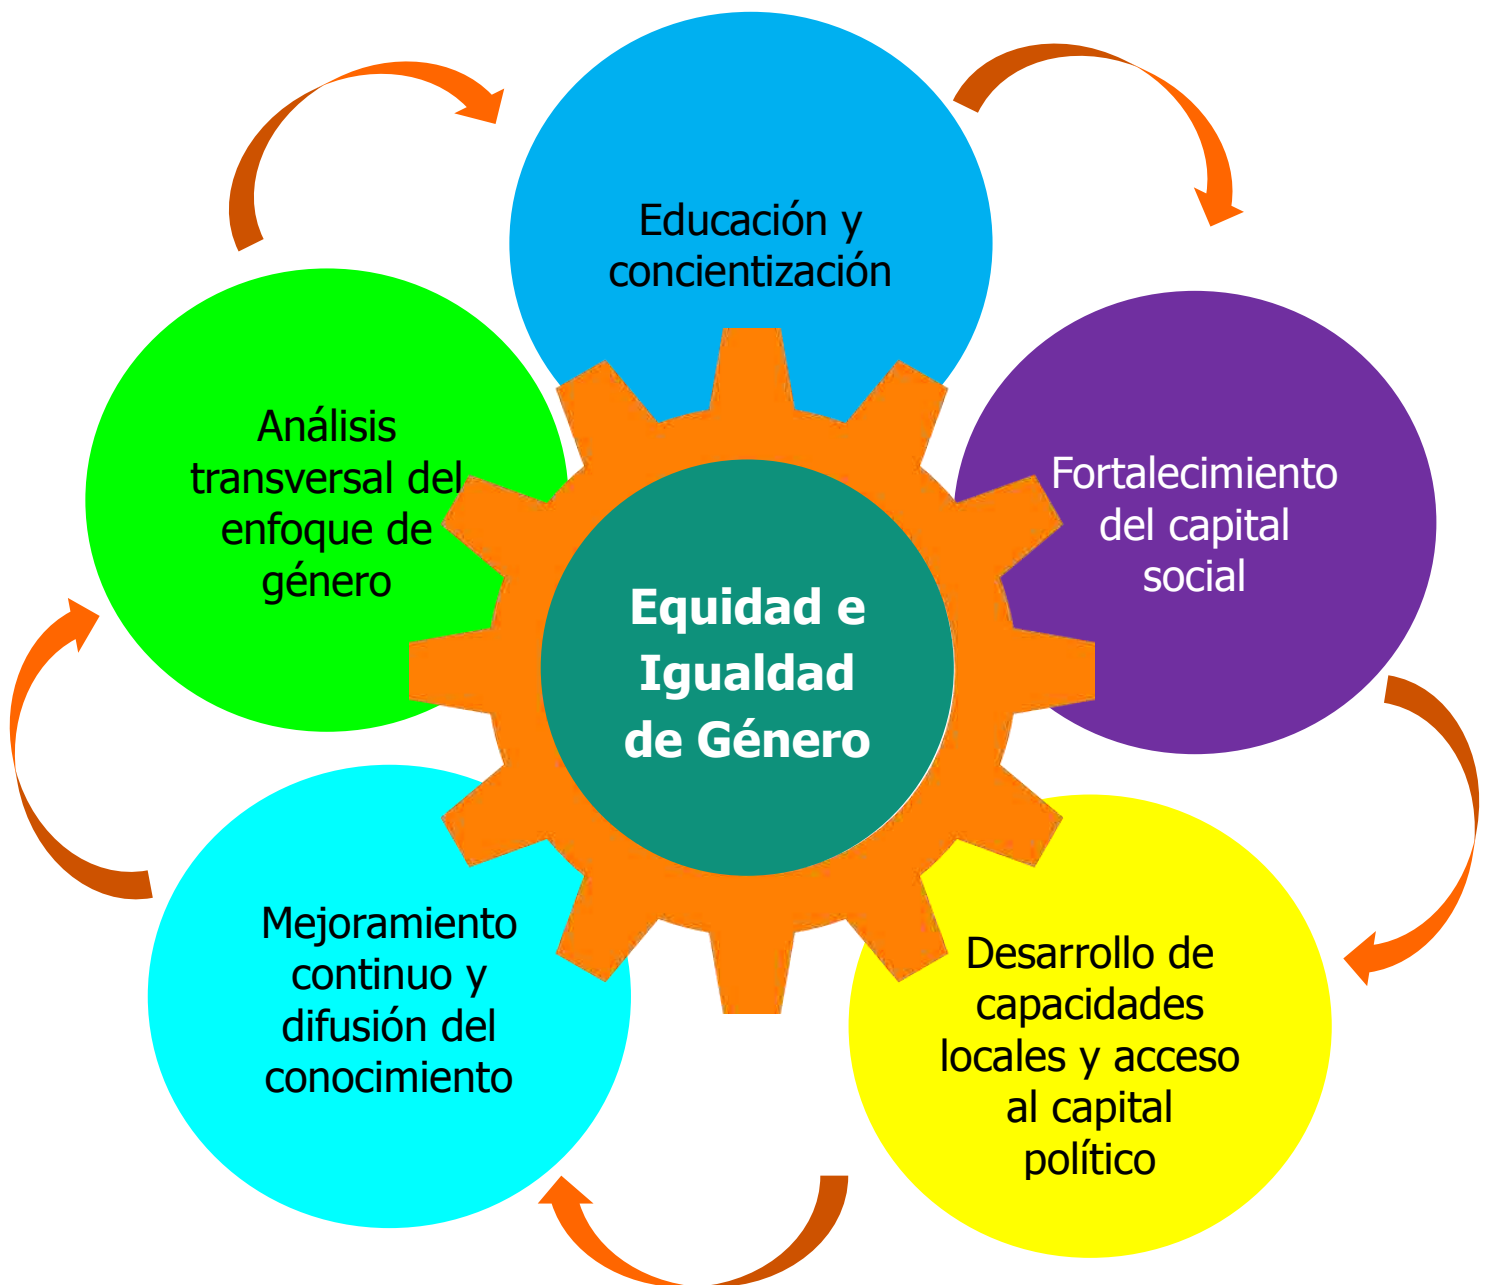 Educación y
concientización
Fortalecimiento
del capital
social
Desarrollo de
capacidades
locales y acceso
al capital
político
Mejoramiento
continuo y
difusión del
conocimiento
Análisis
transversal del
enfoque de
género
Equidad e
Igualdad
de Género